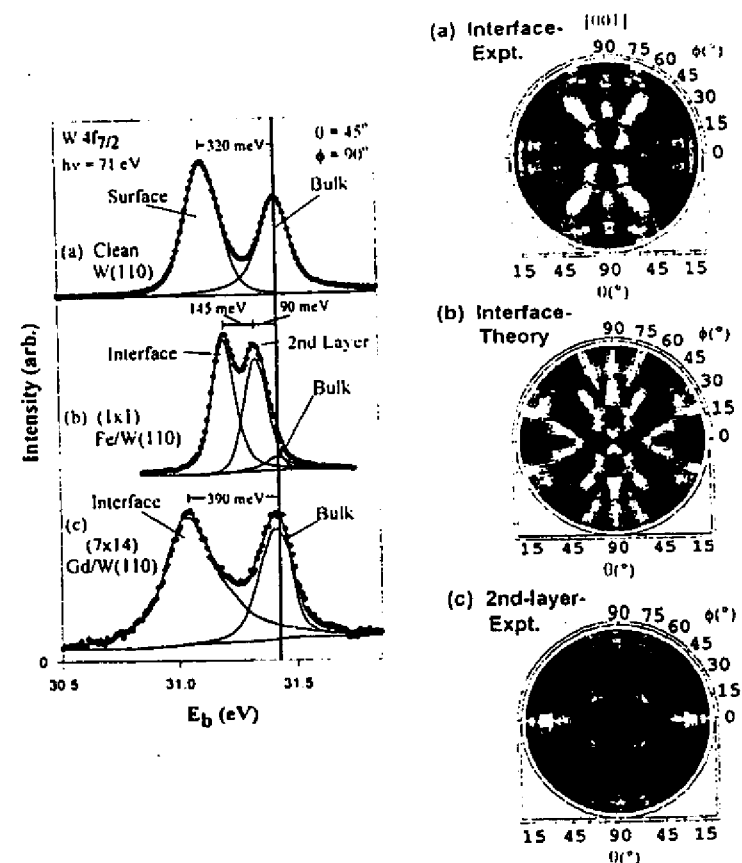 W 4f7/2
hν = 71 eV
320 meV
θ = 45°
φ = 90°
Surface
Bulk
(a) Clean
W(110)
145 meV
90 meV
Interface
2nd Layer
Bulk
(b) (1x1)
Fe/W(110)
Interface
390 meV
Bulk
(c)
(7x14)
Gd/W(110)
Intensity (arb.)
0
30.5 31.0 31.5
Eb (eV)
(a) Interface-
Expt.
[001]
90 75 60 φ(°)
45
30
15
0
15 45 90 45 15
θ(°)
(b) Interface-
Theory
90 75 φ(°)
60
45
30
15
0
15 45 90 45 15
θ(°)
(c) 2nd-layer-
Expt.
90 75 60 φ(°)
45
30
15
0
15 45 90 45 15
θ(°)